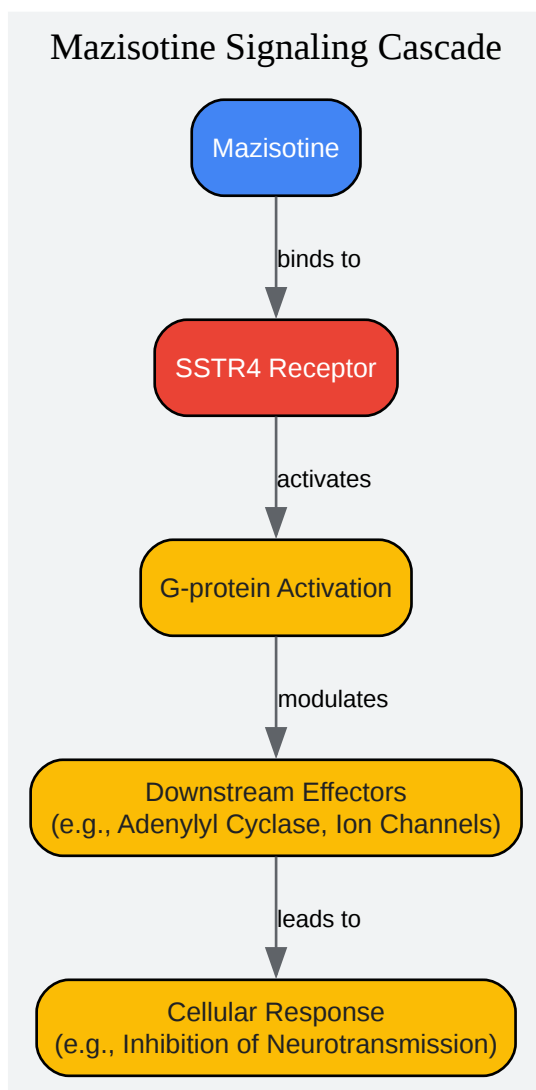 Mazisotine Signaling Cascade
Mazisotine
binds to
SSTR4 Receptor
activates
G-protein Activation
modulates
Downstream Effectors
(e.g., Adenylyl Cyclase, Ion Channels)
leads to
Cellular Response
(e.g., Inhibition of Neurotransmission)